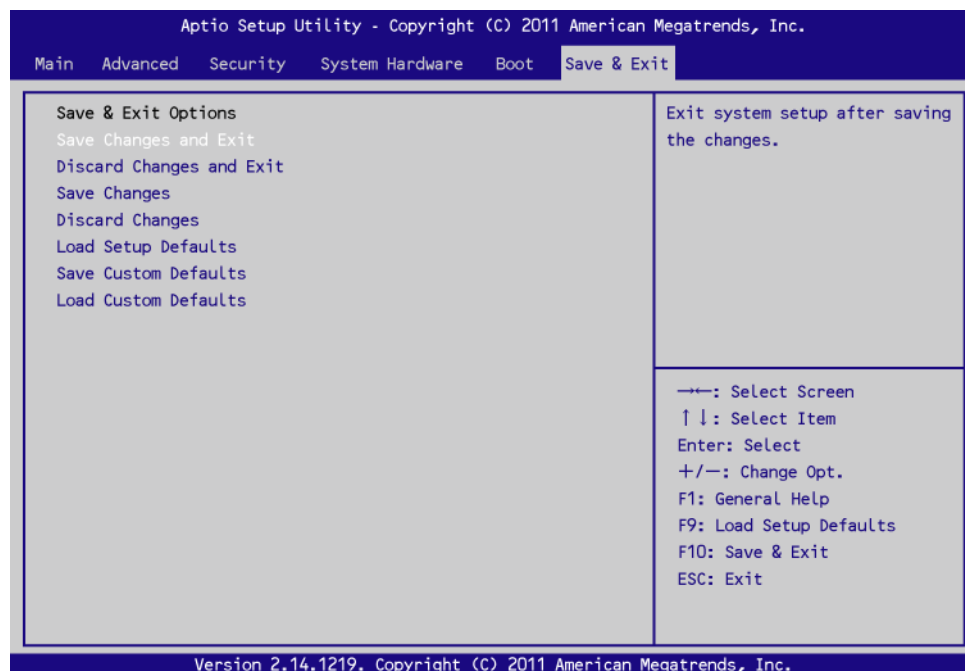 Aptio Setup Utility - Copyright (C) 2011 American Megatrends, Inc.
Main Advanced Security System Hardware Boot Save & Exit
Save & Exit Options
Save Changes and Exit
Discard Changes and Exit
Save Changes
Discard Changes
Load Setup Defaults
Save Custom Defaults
Load Custom Defaults
Exit system setup after saving
the changes.
→←: Select Screen
↑↓: Select Item
Enter: Select
+/-: Change Opt.
F1: General Help
F9: Load Setup Defaults
F10: Save & Exit
ESC: Exit
Version 2.14.1219. Copyright (C) 2011 American Megatrends, Inc.